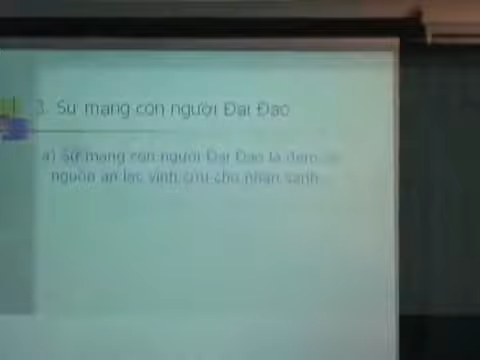 3. Sứ mạng con người Đại Đạo
a) Sứ mạng con người Đại Đạo là đem
nguồn an lạc vĩnh cửu cho nhân sanh